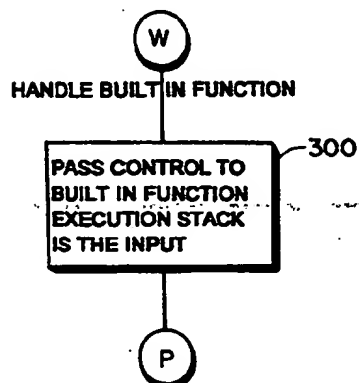 W
HANDLE BUILT IN FUNCTION
300
PASS CONTROL TO
BUILT IN FUNCTION
EXECUTION STACK
IS THE INPUT
P